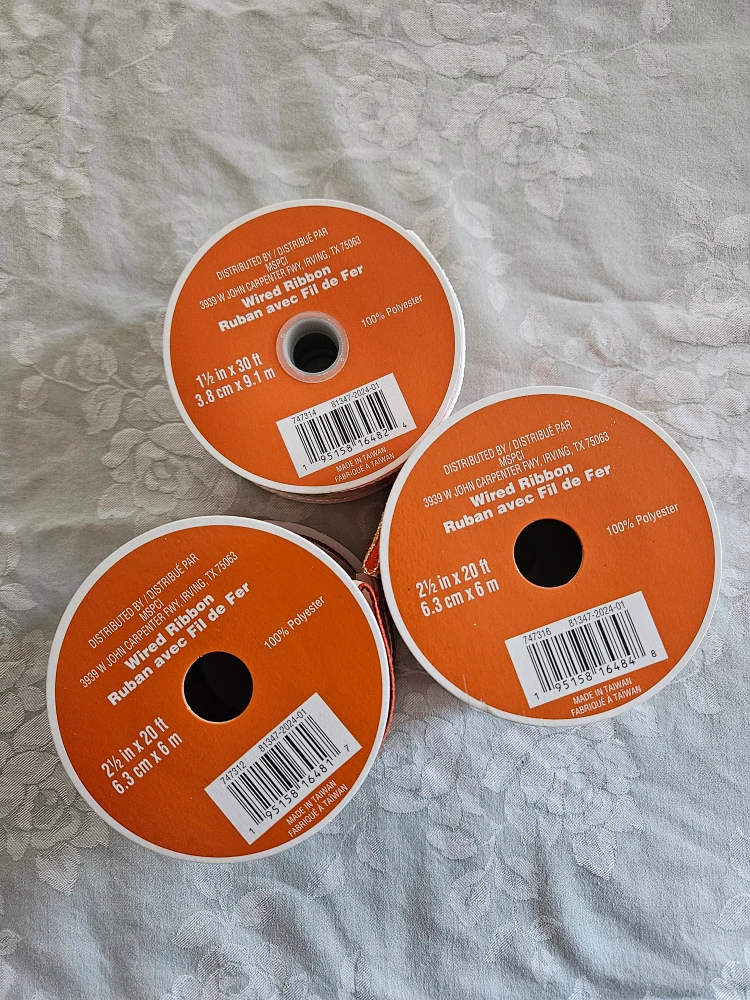 DISTRIBUTED BY / DISTRIBUÉ PAR
MSPCI
3939 W JOHN CARPENTER FWY, IRVING, TX 75063
Wired Ribbon
Ruban avec Fil de Fer
100% Polyester
1½ in x 30 ft
3.8 cm x 9.1 m
747314 81347-2024-01
1 95158 16482 4
MADE IN TAIWAN
FABRIQUÉ À TAÏWAN
DISTRIBUTED BY / DISTRIBUÉ PAR
MSPCI
3939 W JOHN CARPENTER FWY, IRVING, TX 75063
Wired Ribbon
Ruban avec Fil de Fer
100% Polyester
2½ in x 20 ft
6.3 cm x 6 m
747316 81347-2024-01
1 95158 16484 8
MADE IN TAIWAN
FABRIQUÉ À TAÏWAN
DISTRIBUTED BY / DISTRIBUÉ PAR
MSPCI
3939 W JOHN CARPENTER FWY, IRVING, TX 75063
Wired Ribbon
Ruban avec Fil de Fer
100% Polyester
2½ in x 20 ft
6.3 cm x 6 m
747312 81347-2024-01
1 95158 16481 7
MADE IN TAIWAN
FABRIQUÉ À TAÏWAN